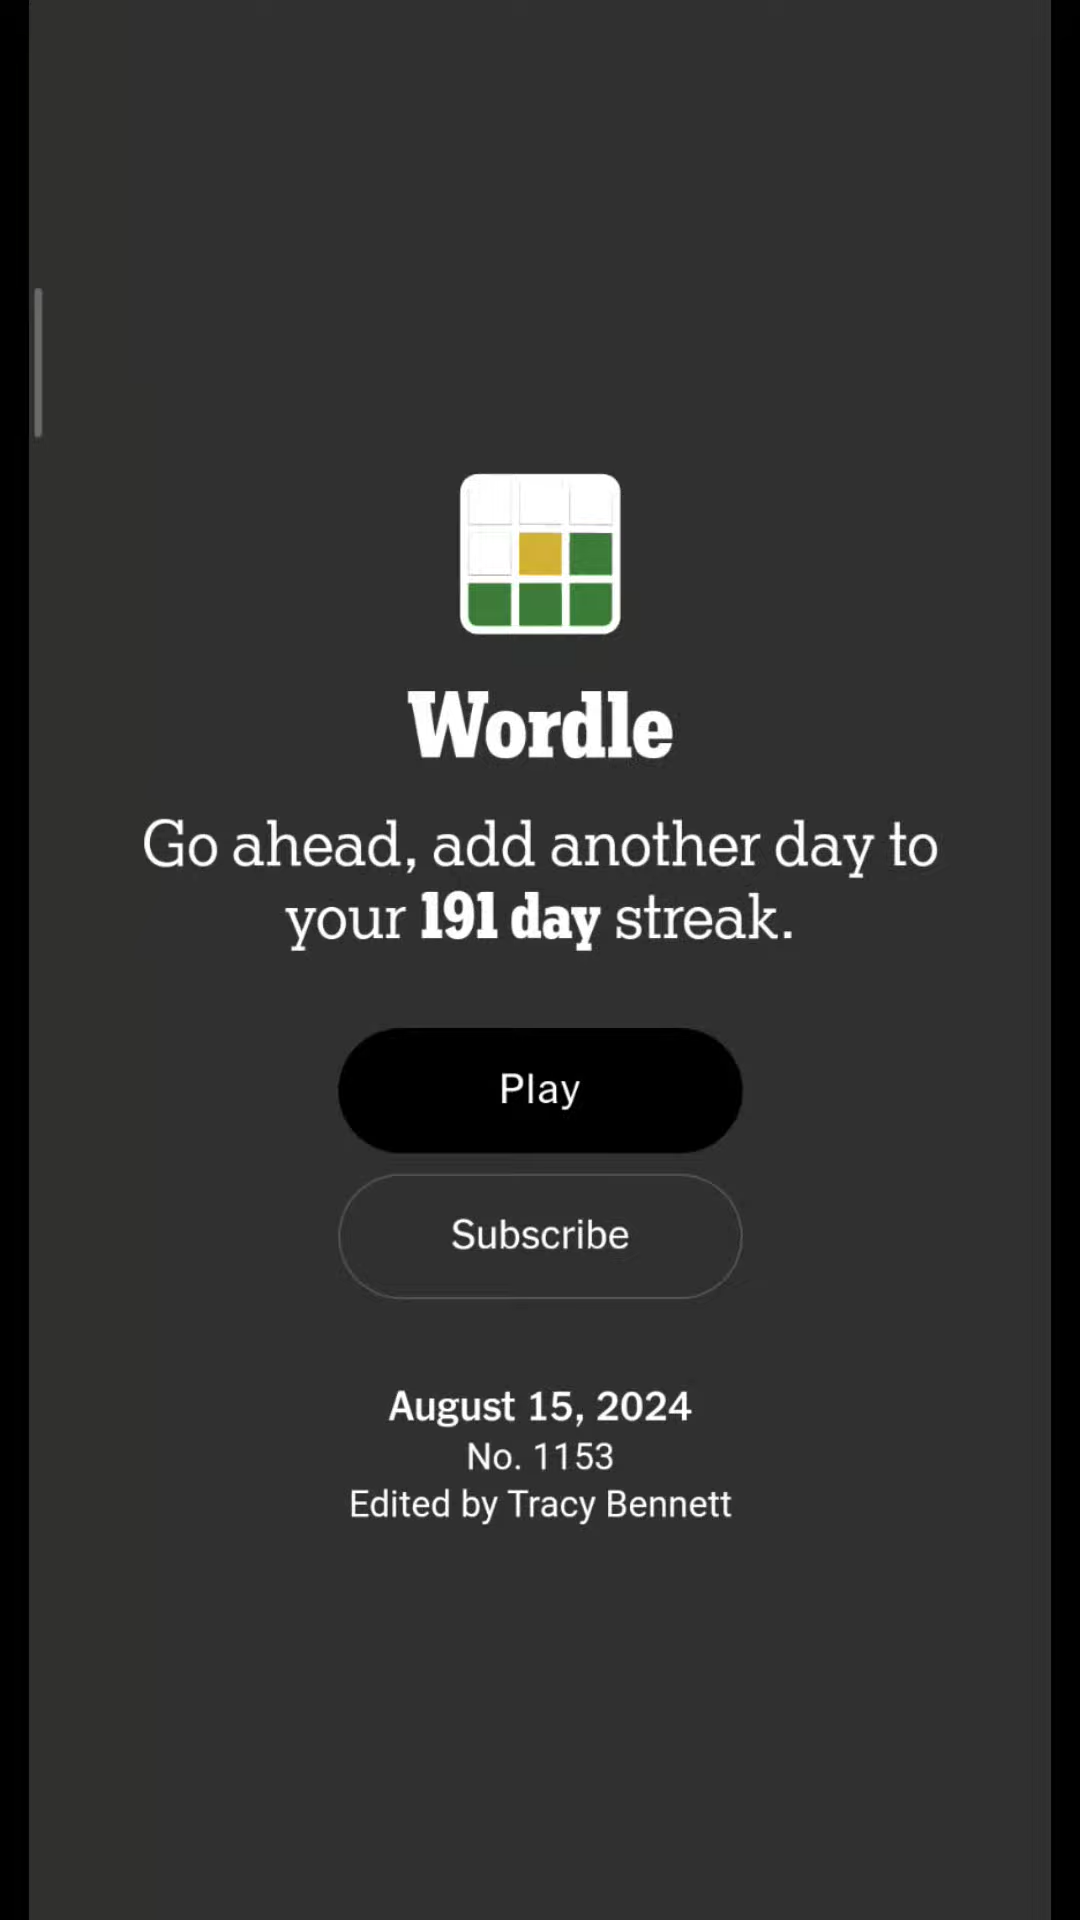 Wordle
Go ahead, add another day to
your 191 day streak.
Play
Subscribe
August 15, 2024
No. 1153
Edited by Tracy Bennett